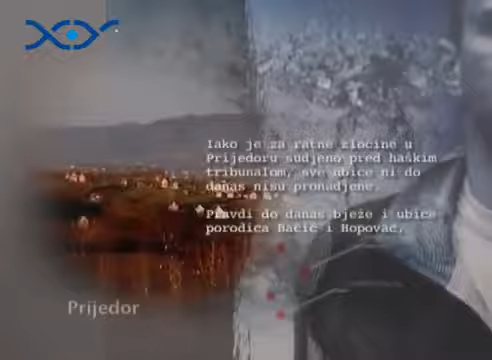 Iako je za ratne zločine u
Prijedoru suđeno pred haškim
tribunalom, sve ubice ni do
danas nisu pronađjene.
Pravdi do danas bježe i ubice
porodica Bačić i Hopovac.
Prijedor